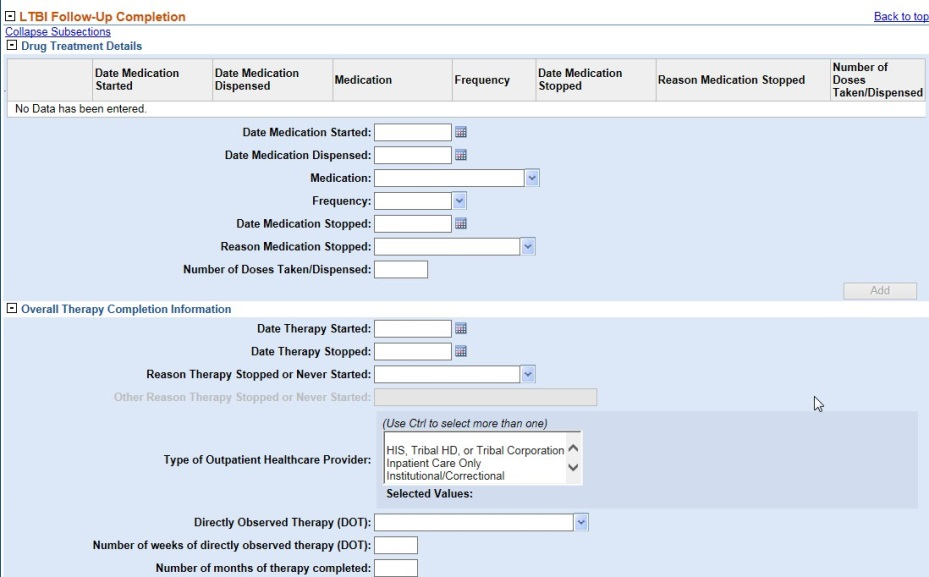 LTBI Follow-Up Completion
Back to top
Collapse Subsections
Drug Treatment Details
Date Medication Started
Date Medication Dispensed
Medication
Frequency
Date Medication Stopped
Reason Medication Stopped
Number of Doses Taken/Dispensed
No Data has been entered.
Date Medication Started:
Date Medication Dispensed:
Medication:
Frequency:
Date Medication Stopped:
Reason Medication Stopped:
Number of Doses Taken/Dispensed:
Add
Overall Therapy Completion Information
Date Therapy Started:
Date Therapy Stopped:
Reason Therapy Stopped or Never Started:
Other Reason Therapy Stopped or Never Started:
(Use Ctrl to select more than one)
Type of Outpatient Healthcare Provider:
HIS, Tribal HD, or Tribal Corporation
Inpatient Care Only
Institutional/Correctional
Selected Values:
Directly Observed Therapy (DOT):
Number of weeks of directly observed therapy (DOT):
Number of months of therapy completed: